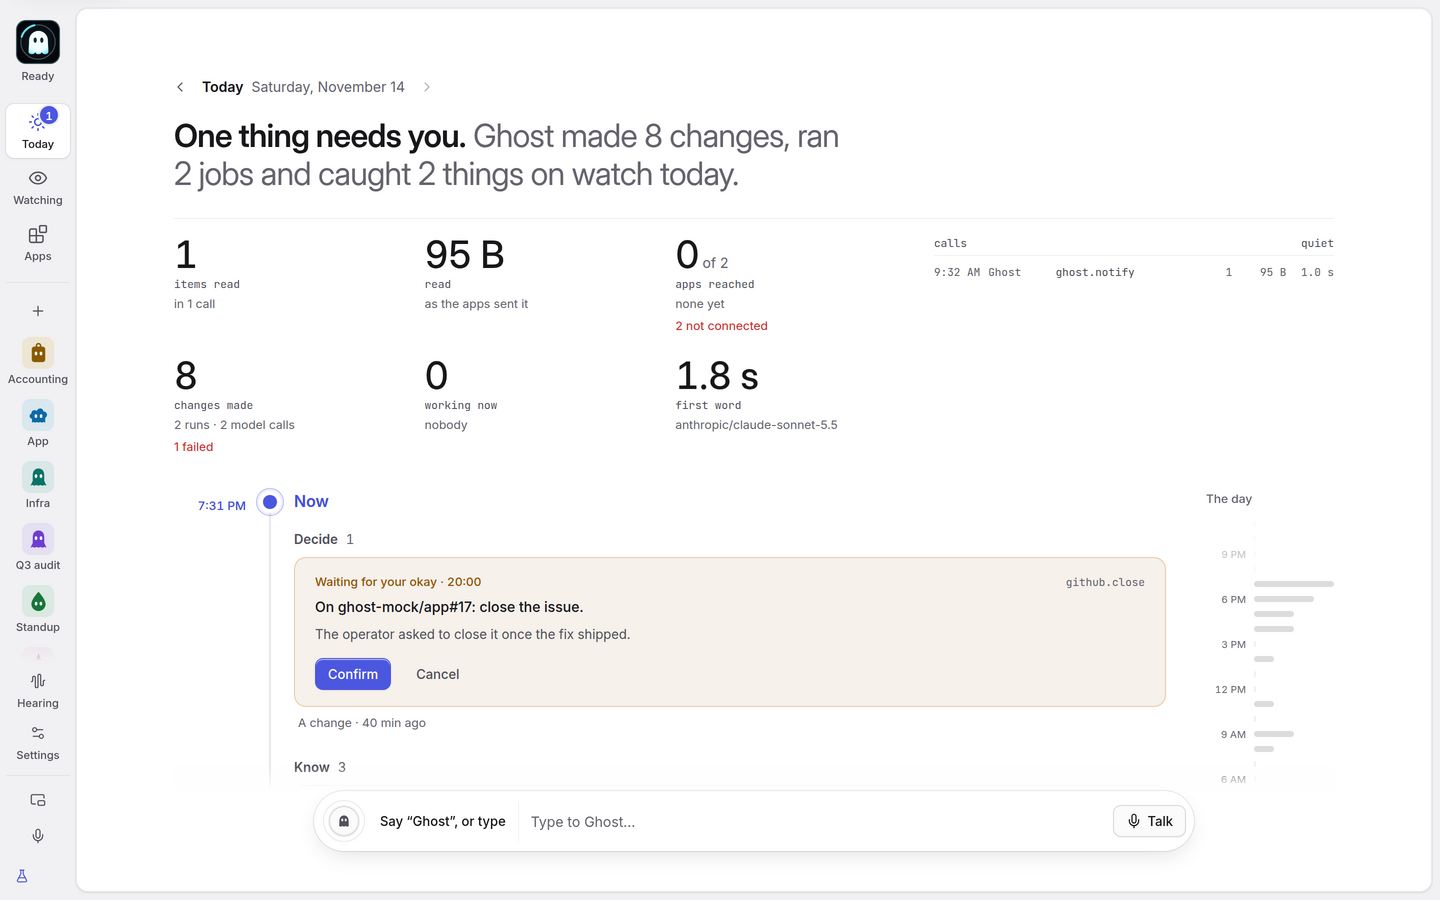 Ready
1
Today
Watching
Apps
Accounting
App
Infra
Q3 audit
Standup
Hearing
Settings
Today Saturday, November 14
One thing needs you. Ghost made 8 changes, ran
2 jobs and caught 2 things on watch today.
1
items read
in 1 call
95 B
read
as the apps sent it
0 of 2
apps reached
none yet
2 not connected
calls quiet
9:32 AM Ghost ghost.notify 1 95 B 1.0 s
8
changes made
2 runs · 2 model calls
1 failed
0
working now
nobody
1.8 s
first word
anthropic/claude-sonnet-5.5
7:31 PM Now
Decide 1
Waiting for your okay · 20:00 github.close
On ghost-mock/app#17: close the issue.
The operator asked to close it once the fix shipped.
Confirm Cancel
A change · 40 min ago
Know 3
The day
9 PM
6 PM
3 PM
12 PM
9 AM
6 AM
Say “Ghost”, or type Type to Ghost... Talk